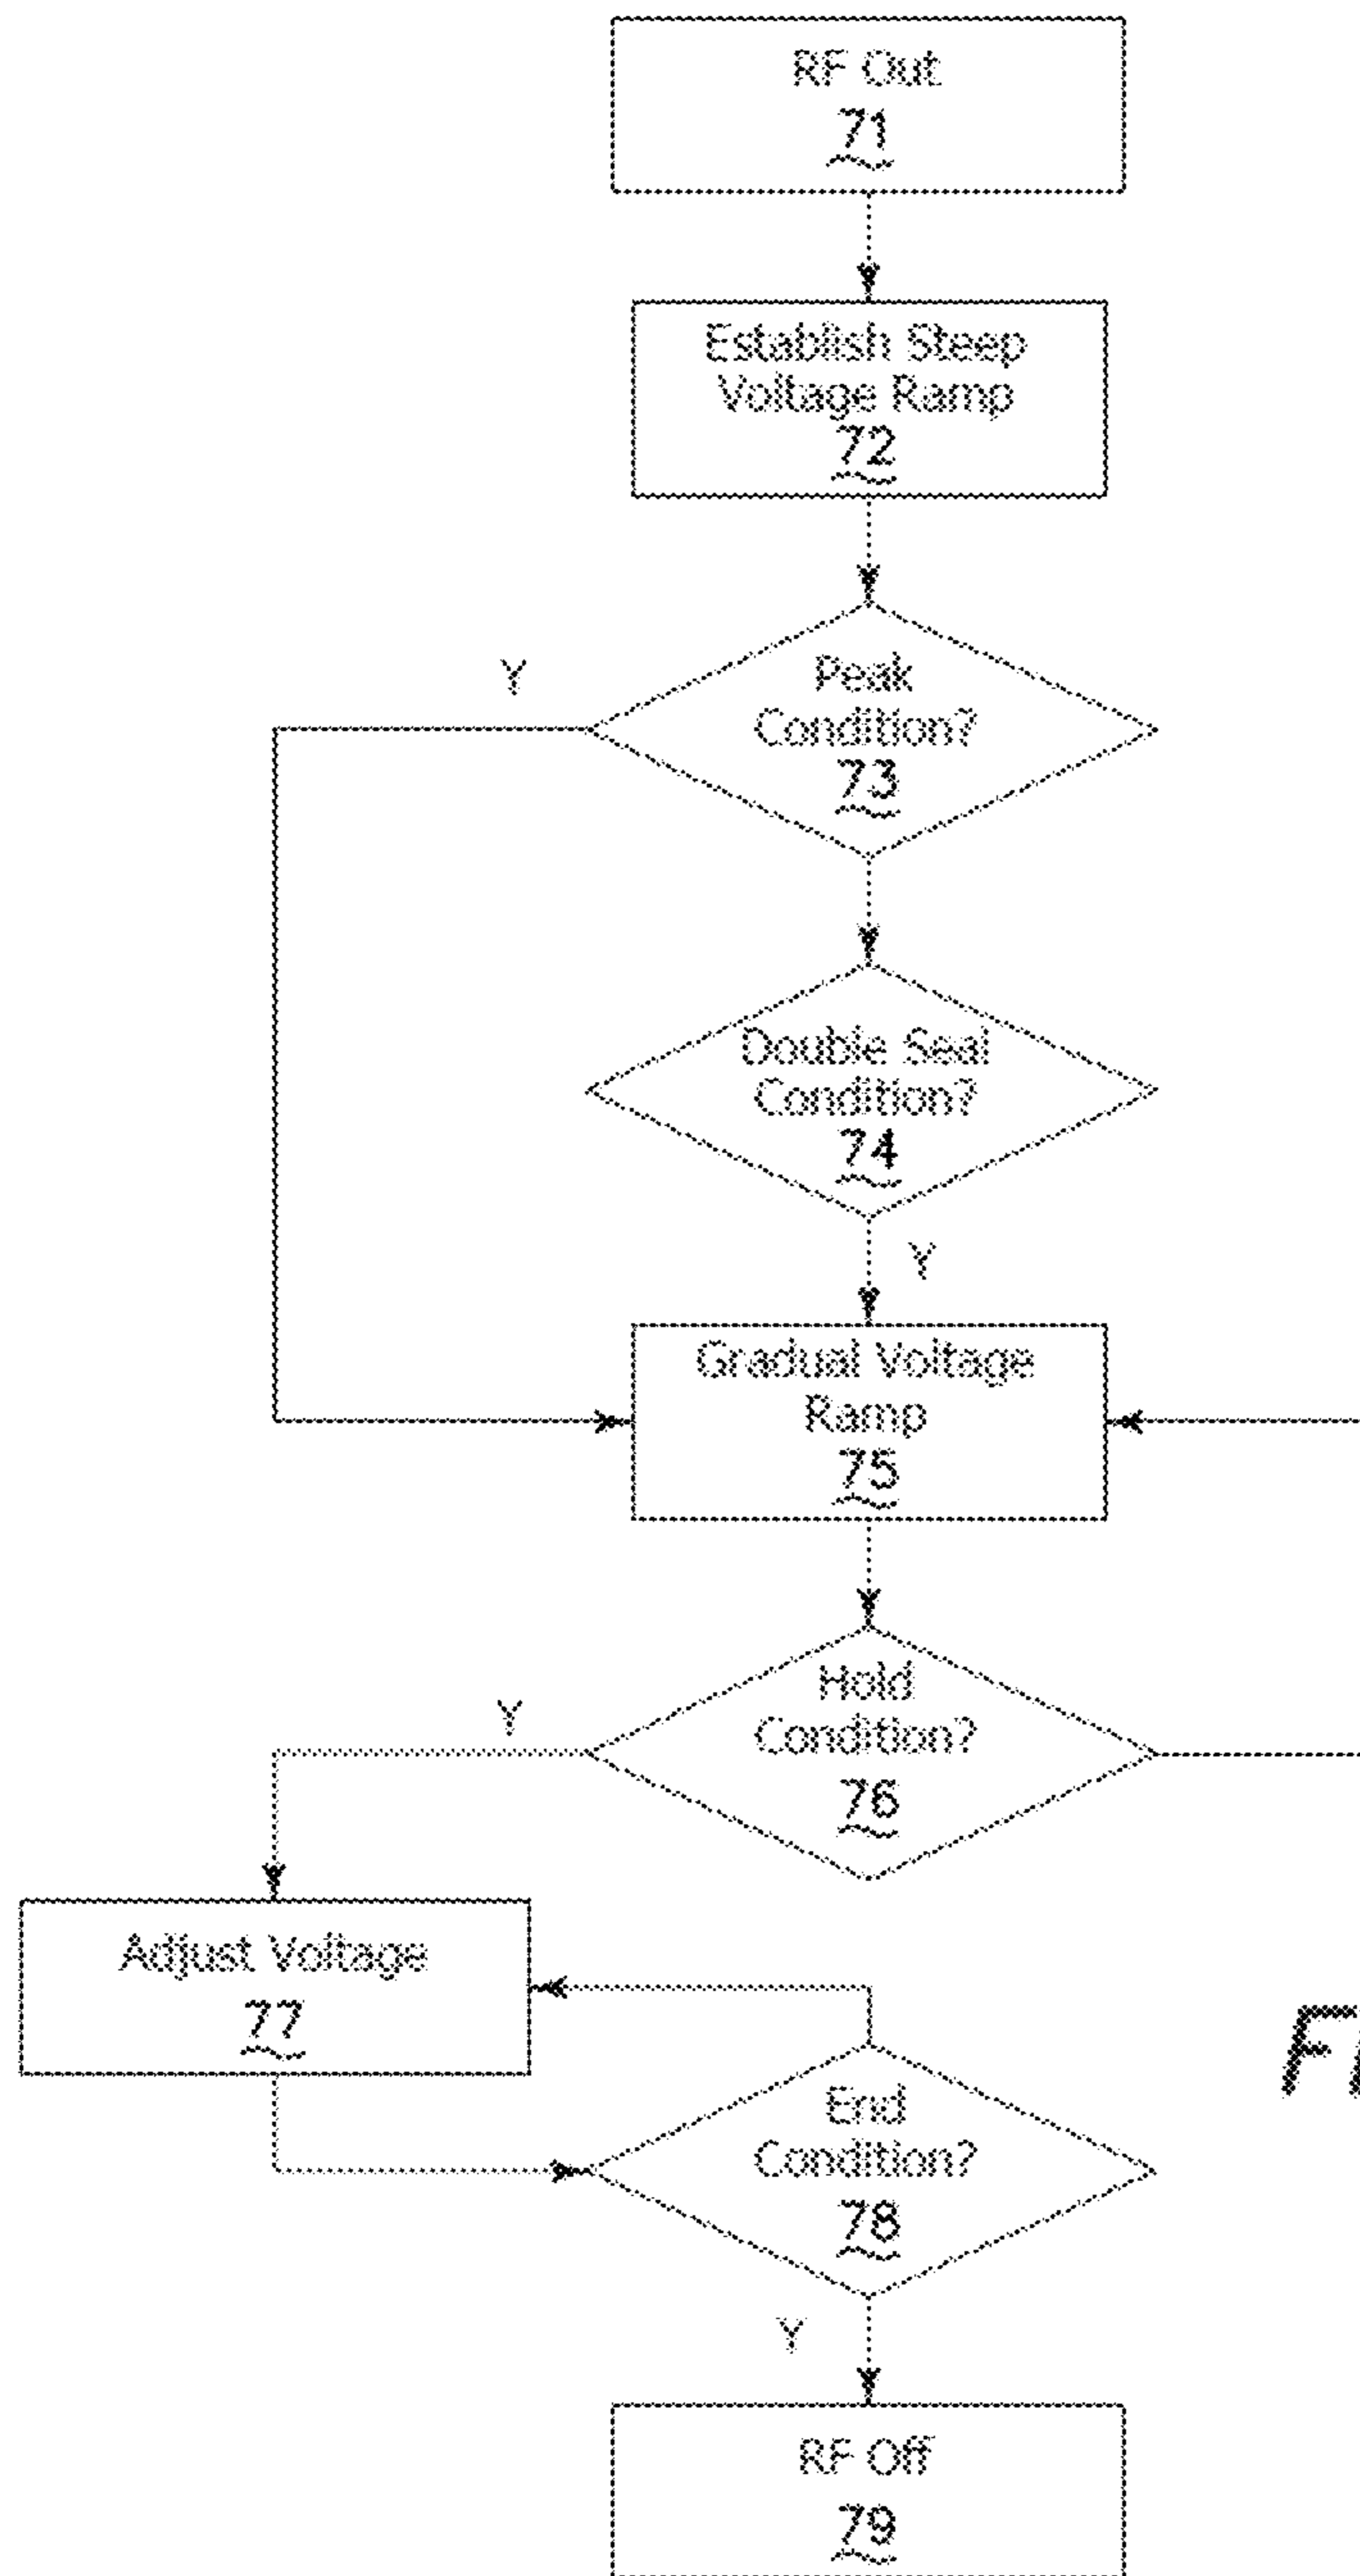 RF Out
71
Establish Steep
Voltage Ramp
72
Y
Peak
Condition?
73
Double Seal
Condition?
74
Y
Gradual Voltage
Ramp
75
Y
Hold
Condition?
76
Adjust Voltage
77
End
Condition?
78
Y
RF Off
79